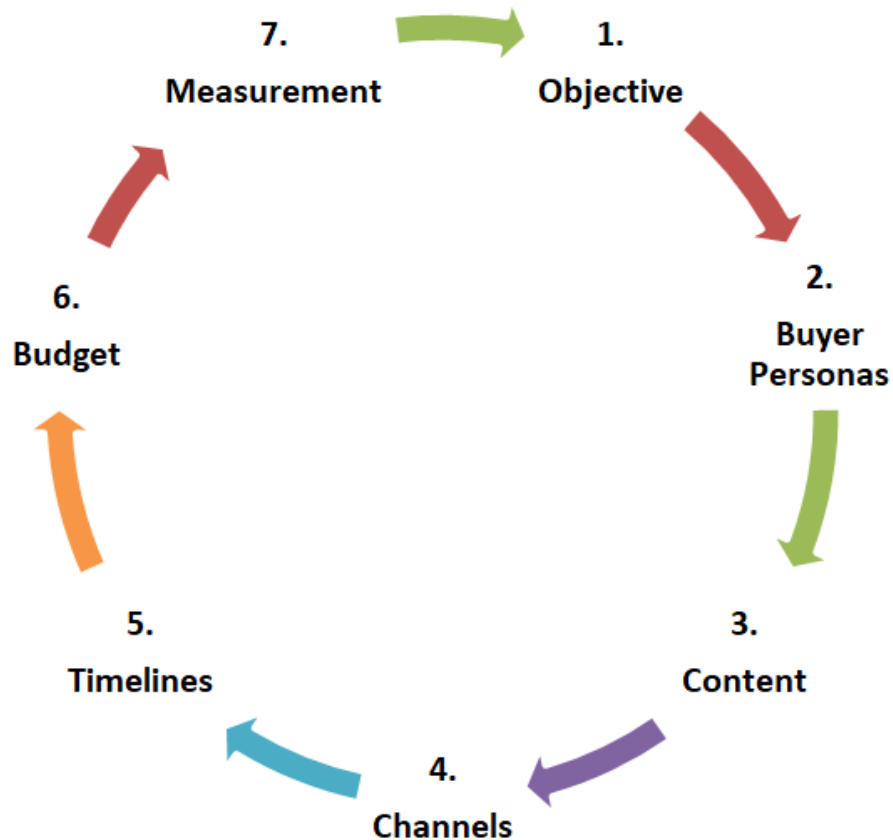 1.
Objective
2.
Buyer
Personas
3.
Content
4.
Channels
5.
Timelines
6.
Budget
7.
Measurement